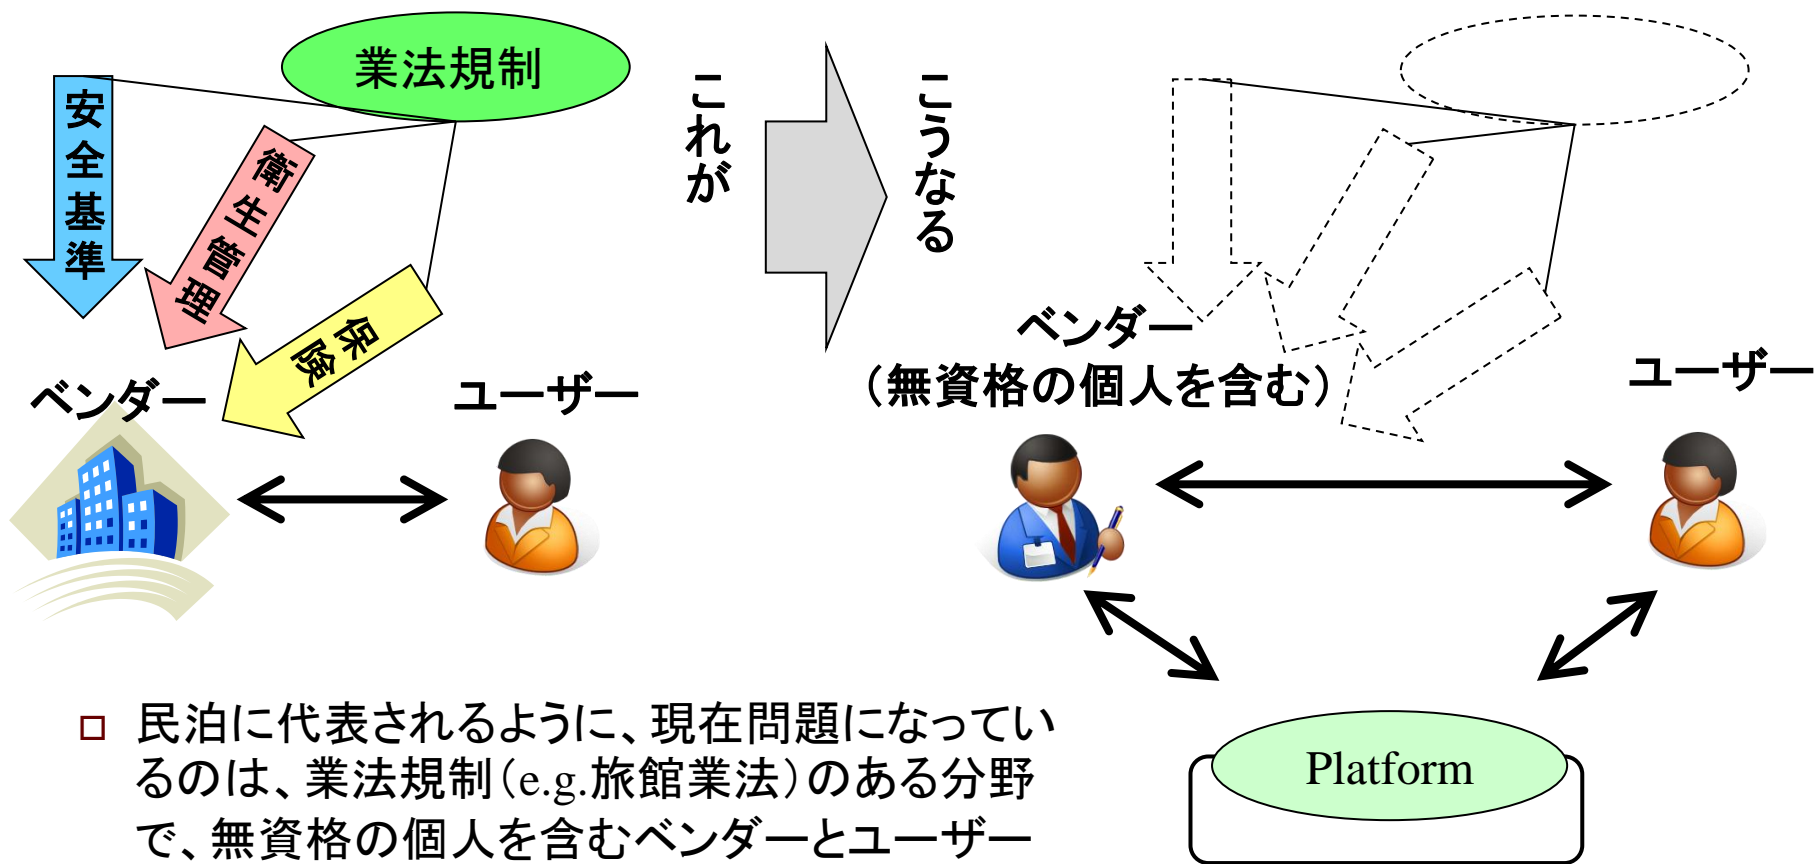 業法規制
安全基準
衛生管理
保険
ベンダー
ユーザー
これが
こうなる
ベンダー
（無資格の個人を含む）
ユーザー
Platform
民泊に代表されるように、現在問題になってい
るのは、業法規制（e.g.旅館業法）のある分野
で、無資格の個人を含むベンダーとユーザー